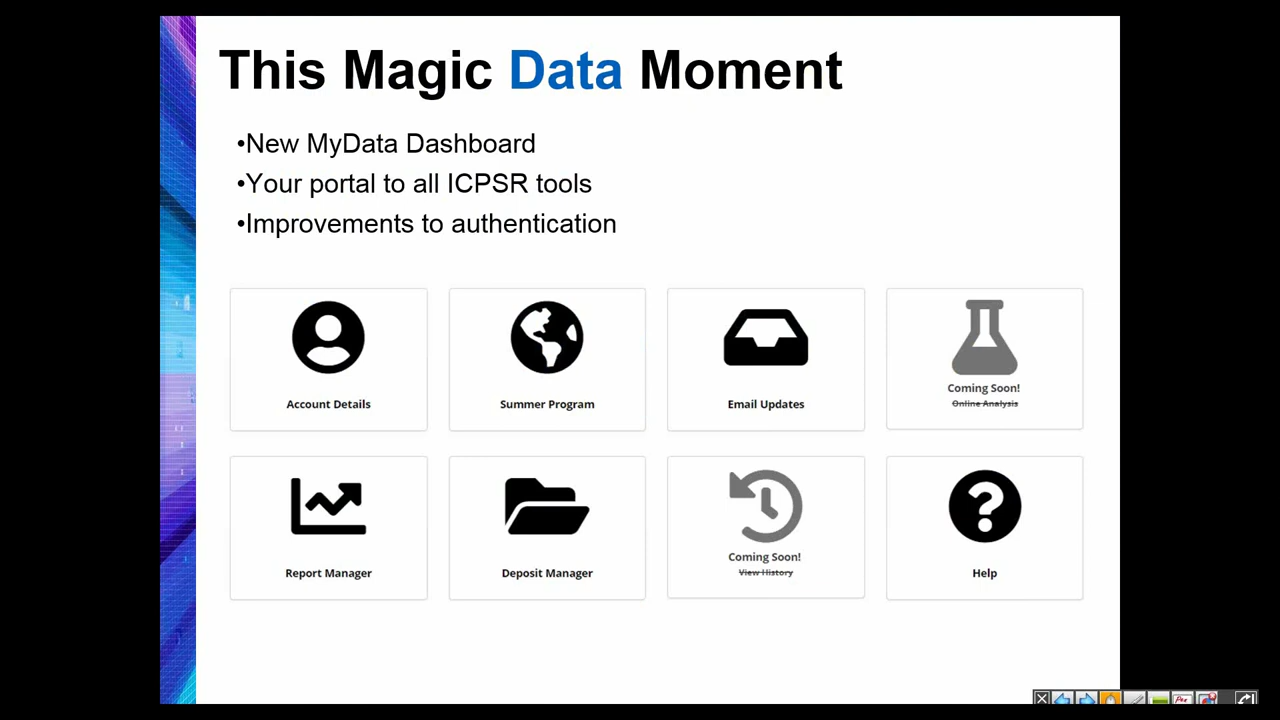 This Magic Data Moment
•New MyData Dashboard
•Your portal to all ICPSR tools
•Improvements to authentication
Account Details
Summer Program
Email Updates
Coming Soon!
Online Analysis
Report Manager
Deposit Manager
Coming Soon!
View History
Help